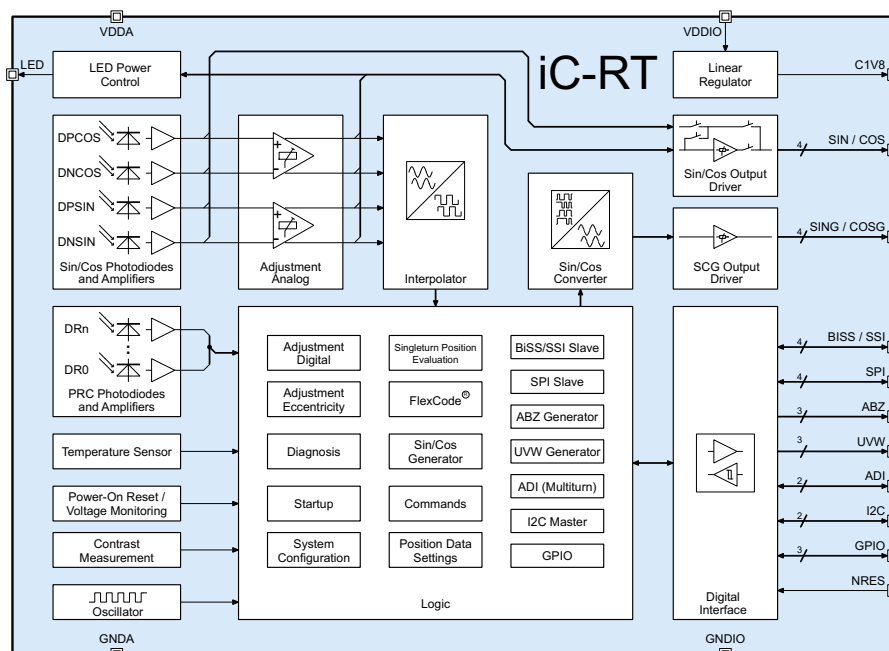 VDDA
VDDIO
LED
LED Power
Control
iC-RT
Linear
Regulator
C1V8
DPCOS
DNCOS
DPSIN
DNSIN
Sin/Cos Photodiodes
and Amplifiers
+
-
+
-
Adjustment
Analog
Interpolator
Sin/Cos
Converter
Sin/Cos Output
Driver
4
SIN / COS
SCG Output
Driver
4
SING / COSG
DRn
DR0
PRC Photodiodes
and Amplifiers
Temperature Sensor
Power-On Reset /
Voltage Monitoring
Contrast
Measurement
Oscillator
Adjustment
Digital
Adjustment
Eccentricity
Diagnosis
Startup
System
Configuration
Singleturn Position
Evaluation
FlexCode®
Sin/Cos
Generator
Commands
Position Data
Settings
BiSS/SSI Slave
SPI Slave
ABZ Generator
UVW Generator
ADI (Multiturn)
I2C Master
GPIO
Logic
Digital
Interface
4
BISS / SSI
4
SPI
3
ABZ
3
UVW
2
ADI
2
I2C
3
GPIO
NRES
GNDA
GNDIO